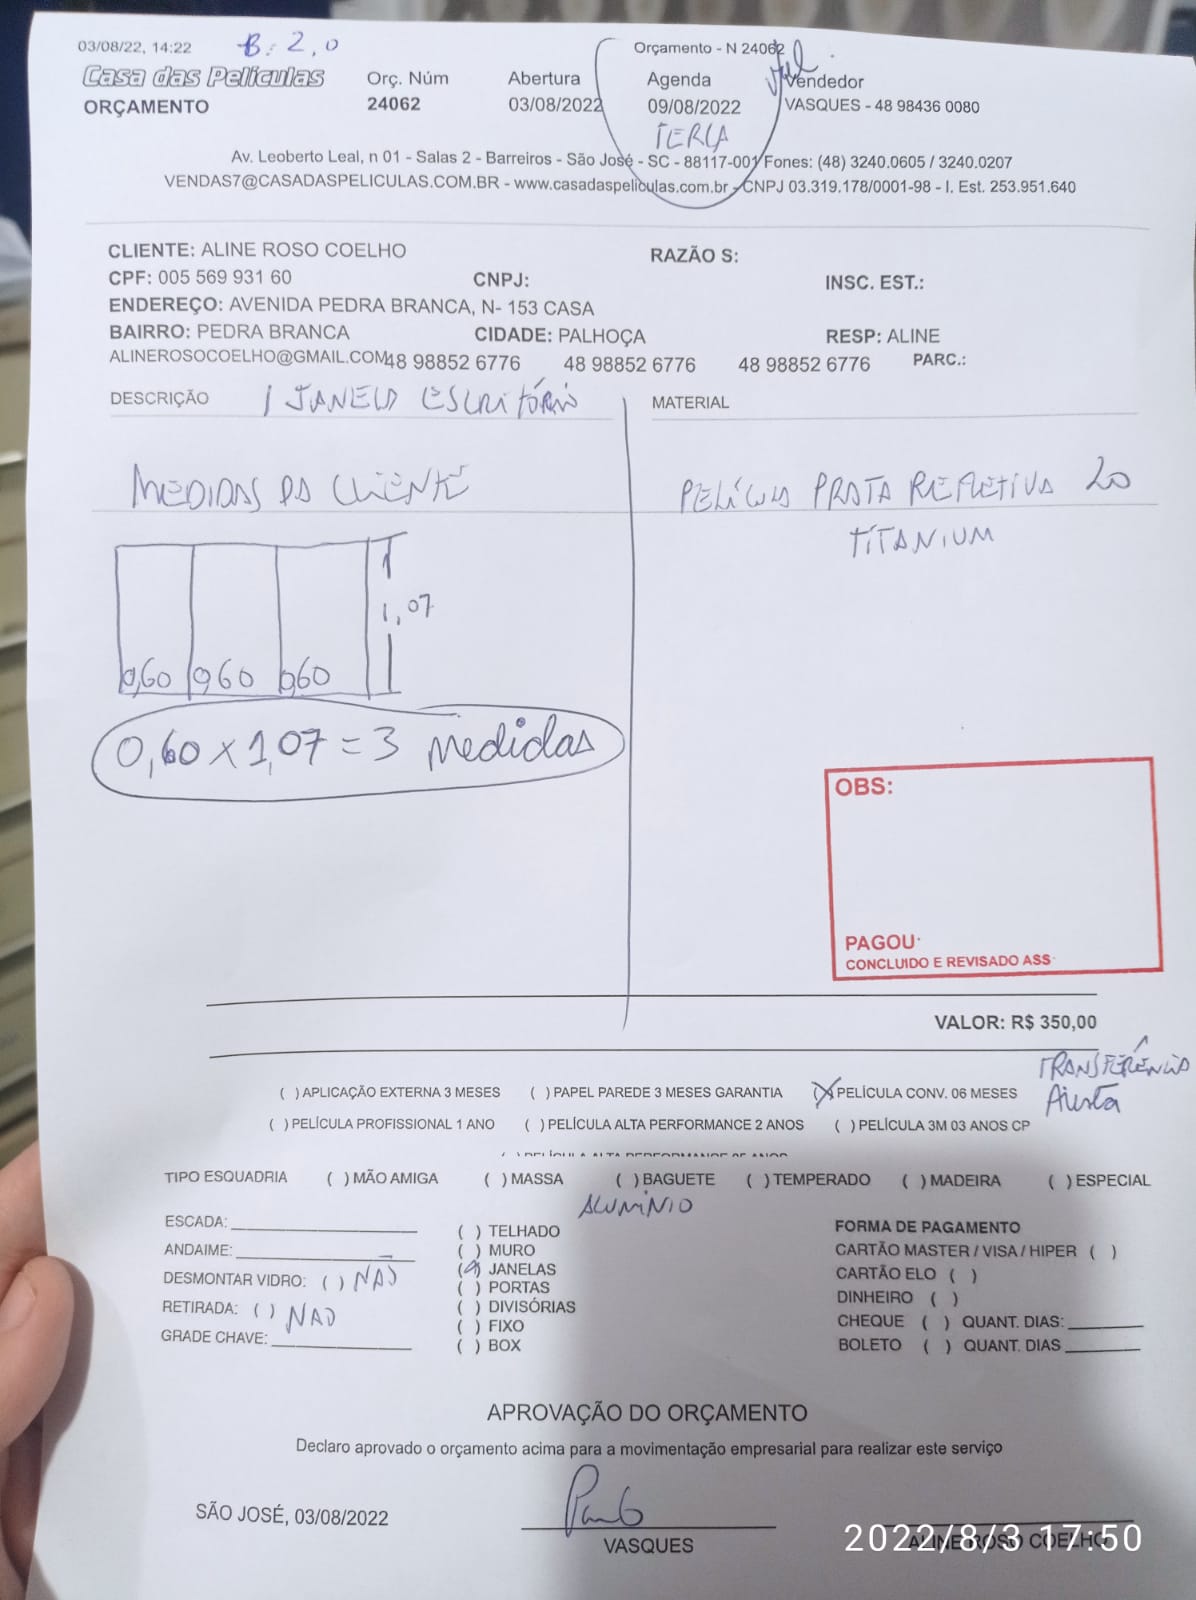 03/08/22, 14:22 B: 2,0 Orçamento - N 24062
Casa das Películas Orç. Núm Abertura Agenda Vendedor
ORÇAMENTO 24062 03/08/2022 09/08/2022 VASQUES - 48 98436 0080
TERÇA
Av. Leoberto Leal, n 01 - Salas 2 - Barreiros - São José - SC - 88117-001 Fones: (48) 3240.0605 / 3240.0207
VENDAS7@CASADASPELICULAS.COM.BR - www.casadaspeliculas.com.br - CNPJ 03.319.178/0001-98 - I. Est. 253.951.640
CLIENTE: ALINE ROSO COELHO RAZÃO S:
CPF: 005 569 931 60 CNPJ: INSC. EST.:
ENDEREÇO: AVENIDA PEDRA BRANCA, N- 153 CASA
BAIRRO: PEDRA BRANCA CIDADE: PALHOÇA RESP: ALINE
ALINEROSOCOELHO@GMAIL.COM 48 98852 6776 48 98852 6776 48 98852 6776 PARC.:
DESCRIÇÃO 1 JANELA ESCRITÓRIO MATERIAL
MEDIDAS DA CLIENTE PELÍCULA PRATA REFLETIVA 20
TITANIUM
1,07
0,60 0,60 0,60
0,60 x 1,07 = 3 Medidas
OBS:
PAGOU
CONCLUIDO E REVISADO ASS
VALOR: R$ 350,00
TRANSFERÊNCIA
( ) APLICAÇÃO EXTERNA 3 MESES ( ) PAPEL PAREDE 3 MESES GARANTIA (X) PELÍCULA CONV. 06 MESES
( ) PELÍCULA PROFISSIONAL 1 ANO ( ) PELÍCULA ALTA PERFORMANCE 2 ANOS ( ) PELÍCULA 3M 03 ANOS CP
TIPO ESQUADRIA ( ) MÃO AMIGA ( ) MASSA ( ) BAGUETE ( ) TEMPERADO ( ) MADEIRA ( ) ESPECIAL
ALUMÍNIO
ESCADA: ( ) TELHADO FORMA DE PAGAMENTO
ANDAIME: ( ) MURO CARTÃO MASTER / VISA / HIPER ( )
DESMONTAR VIDRO: ( ) NÃO ( ) JANELAS CARTÃO ELO ( )
( ) PORTAS DINHEIRO ( )
RETIRADA: ( ) NÃO ( ) DIVISÓRIAS CHEQUE ( ) QUANT. DIAS:
GRADE CHAVE: ( ) FIXO BOLETO ( ) QUANT. DIAS
( ) BOX
APROVAÇÃO DO ORÇAMENTO
Declaro aprovado o orçamento acima para a movimentação empresarial para realizar este serviço
SÃO JOSÉ, 03/08/2022
VASQUES ALINE ROSO COELHO
2022/8/3 17:50